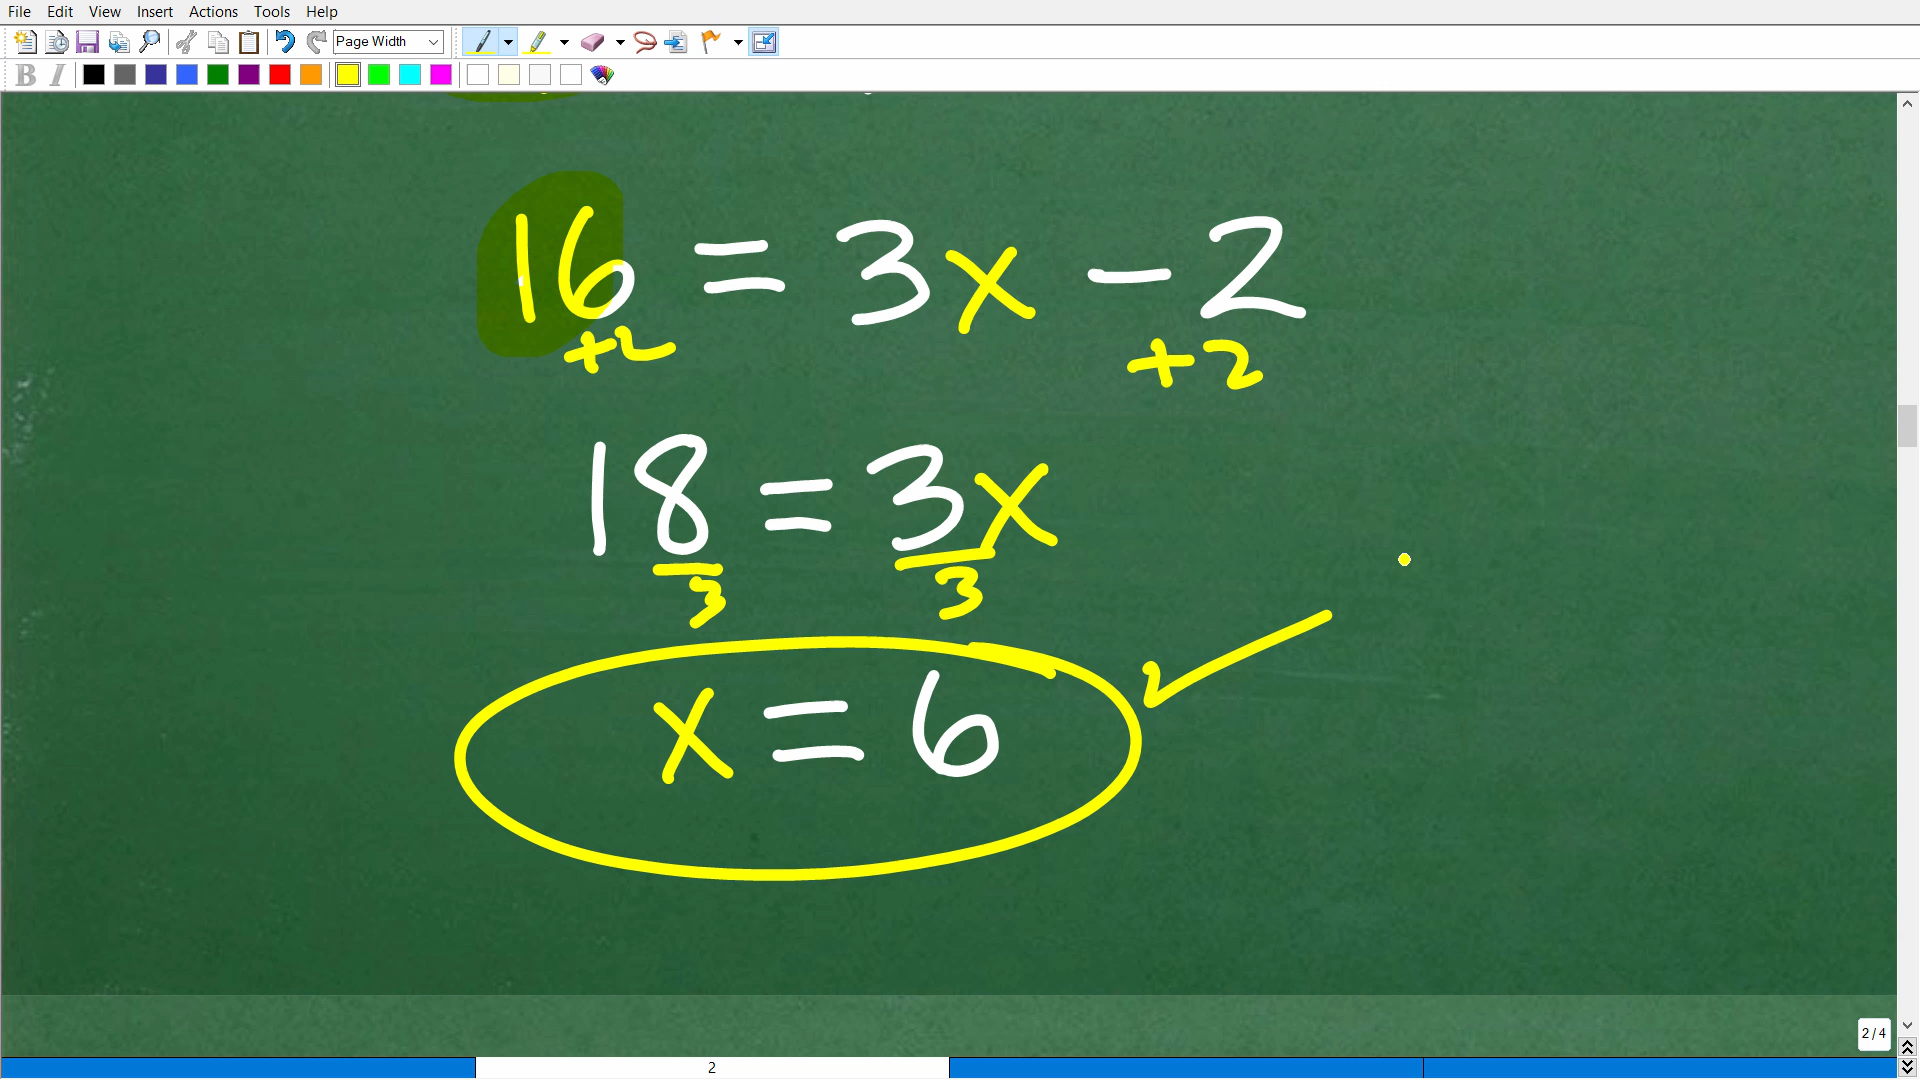 File Edit View Insert Actions Tools Help
Page Width
B I
16 = 3x - 2
+2 +2
18 = 3x
3 3
x = 6
2/4
2